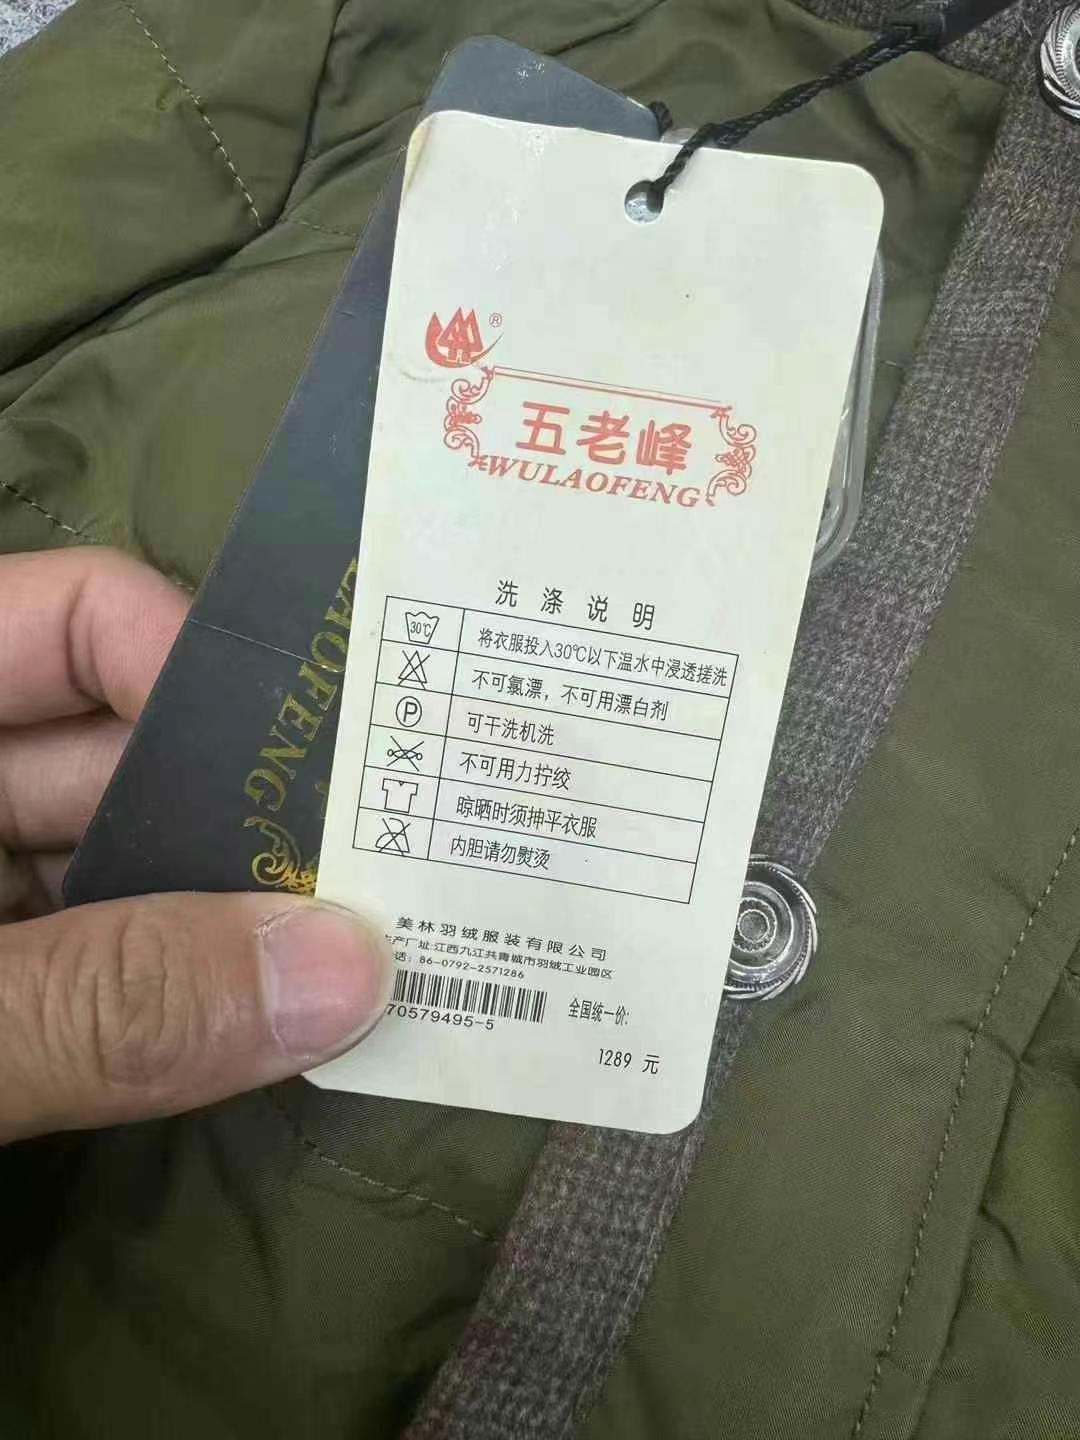 ®
五老峰
WULAOFENG
洗涤说明
30℃
将衣服投入30℃以下温水中浸透搓洗
不可氯漂，不可用漂白剂
P
可干洗机洗
不可用力拧绞
晾晒时须抻平衣服
内胆请勿熨烫
美林羽绒服装有限公司
产厂址:江西九江共青城市羽绒工业园区
话：86-0792-2571286
70579495-5
全国统一价:
1289 元
LAOFENG